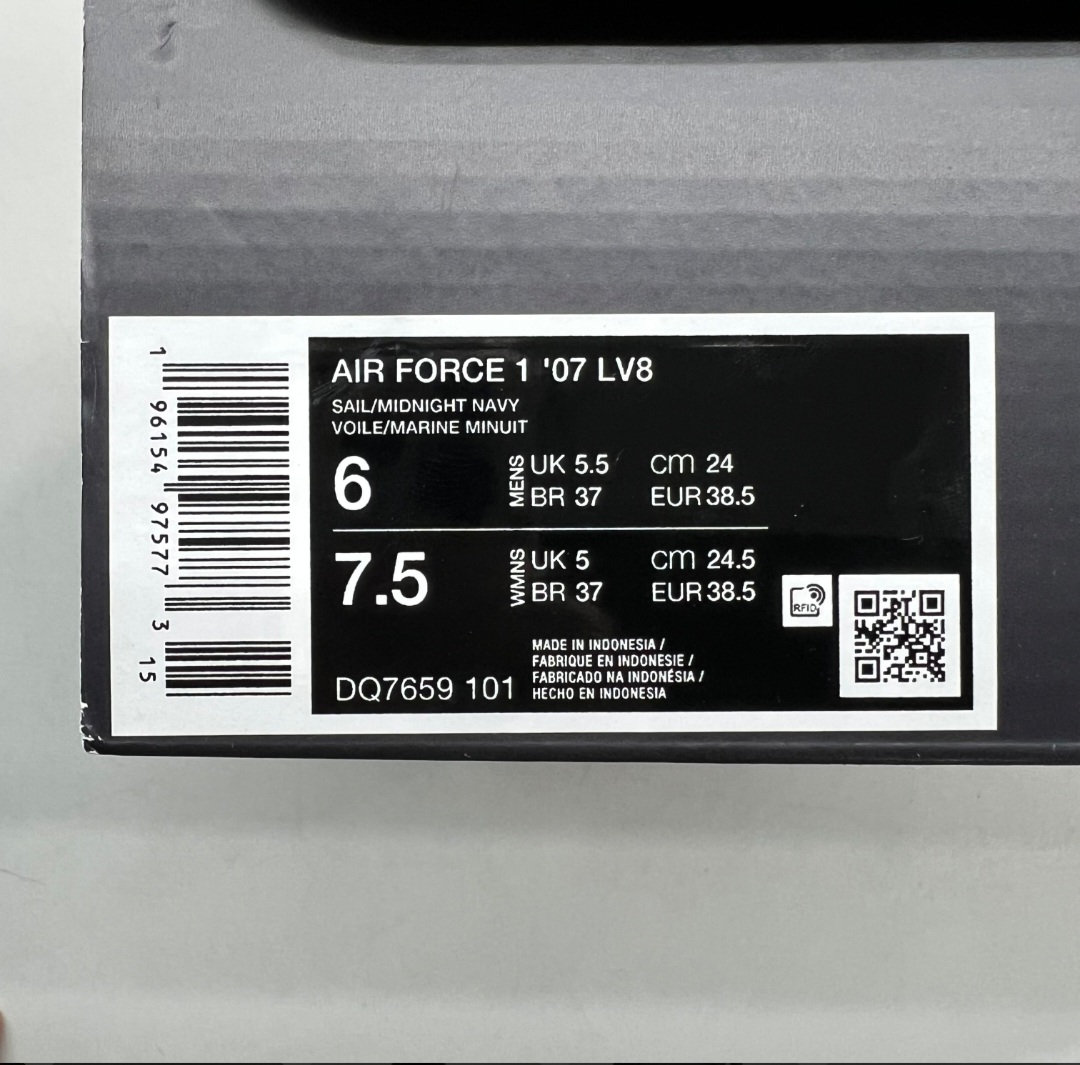 AIR FORCE 1 '07 LV8
SAIL/MIDNIGHT NAVY
VOILE/MARINE MINUIT
6 MENS UK 5.5 cm 24
BR 37 EUR 38.5
7.5 WMNS UK 5 cm 24.5
BR 37 EUR 38.5
RFID
MADE IN INDONESIA /
FABRIQUE EN INDONESIE /
FABRICADO NA INDONÉSIA /
HECHO EN INDONESIA
DQ7659 101
1 96154 97577 3 15